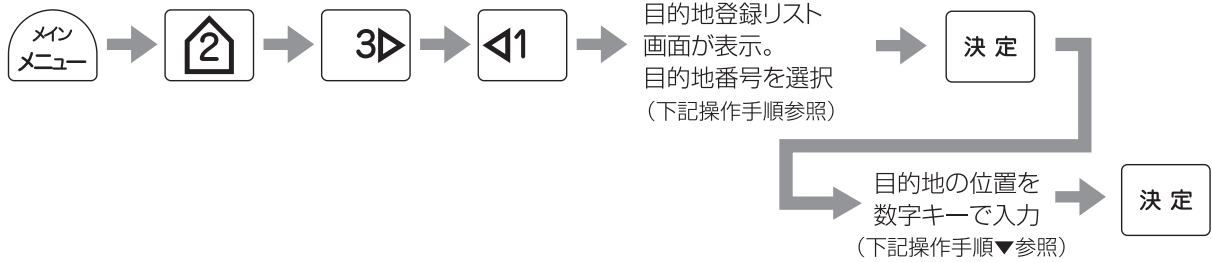 メイン
メニュー
2
3
1
目的地登録リスト
画面が表示。
目的地番号を選択
（下記操作手順参照）
決 定
目的地の位置を
数字キーで入力
（下記操作手順▼参照）
決 定